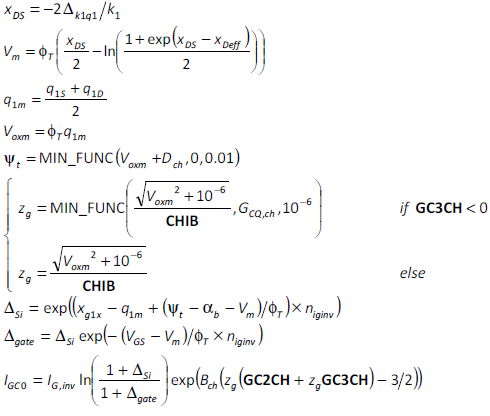 x_DS = −2Δ_k1q1/k_1
V_m = ϕ_T(x_DS/2 − ln((1+exp(x_DS − x_Deff))/2))
q_1m = (q_1S + q_1D)/2
V_oxm = ϕ_T q_1m
ψ_t = MIN_FUNC(V_oxm + D_ch, 0, 0.01)
{ z_g = MIN_FUNC(√(V_oxm² + 10⁻⁶)/CHIB, G_CQ,ch, 10⁻⁶) if GC3CH < 0
z_g = √(V_oxm² + 10⁻⁶)/CHIB else
Δ_Si = exp((x_g1x − q_1m + (ψ_t − α_b − V_m)/ϕ_T) × n_iginv)
Δ_gate = Δ_Si exp(−(V_GS − V_m)/ϕ_T × n_iginv)
I_GC0 = I_G,inv ln((1+Δ_Si)/(1+Δ_gate)) exp(B_ch(z_g(GC2CH + z_g GC3CH) − 3/2))